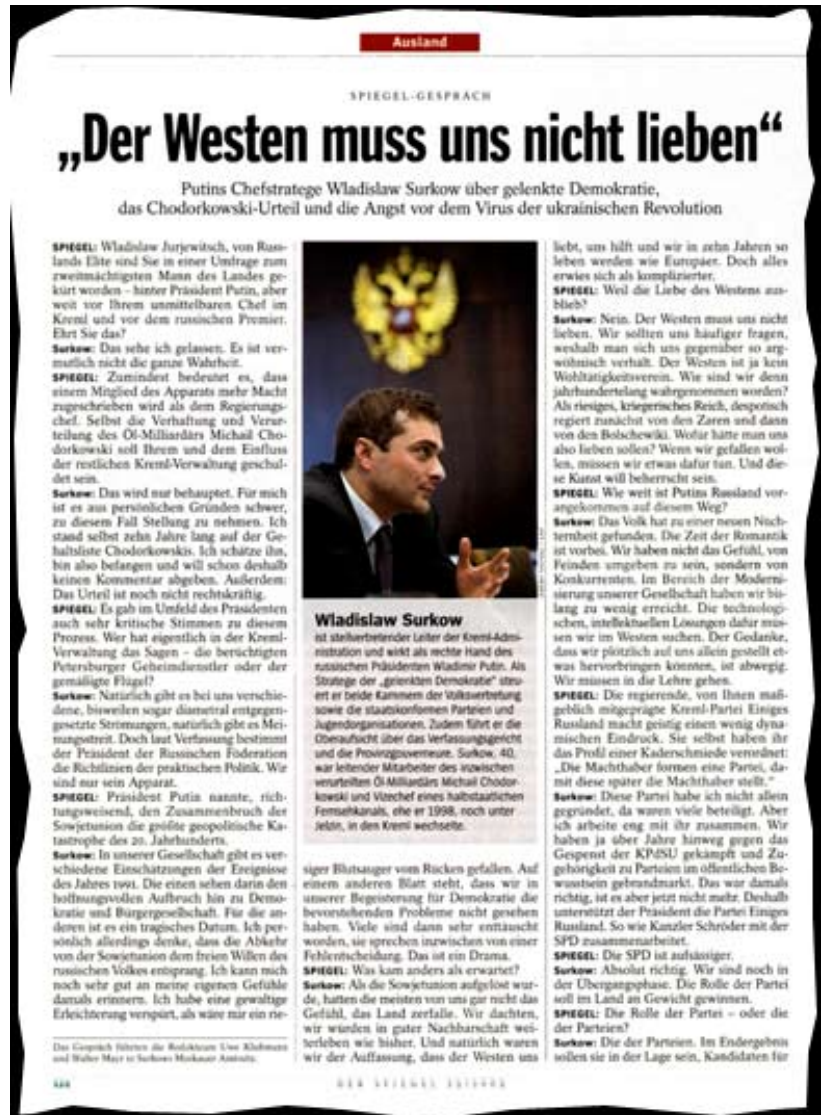 Ausland
SPIEGEL-GESPRÄCH
„Der Westen muss uns nicht lieben“
Putins Chefstratege Wladislaw Surkow über gelenkte Demokratie,
das Chodorkowski-Urteil und die Angst vor dem Virus der ukrainischen Revolution
SPIEGEL: Wladislaw Jurjewitsch, von Russ-
lands Elite sind Sie in einer Umfrage zum
zweitmächtigsten Mann des Landes ge-
kürt worden – hinter Präsident Putin, aber
weit vor Ihrem unmittelbaren Chef im
Kreml und vor dem russischen Premier.
Ehrt Sie das?
Surkow: Das sehe ich gelassen. Es ist ver-
mutlich nicht die ganze Wahrheit.
SPIEGEL: Zumindest bedeutet es, dass
einem Mitglied des Apparats mehr Macht
zugeschrieben wird als dem Regierungs-
chef. Selbst die Verhaftung und Verur-
teilung des Öl-Milliardärs Michail Cho-
dorkowski soll Ihrem und dem Einfluss
der restlichen Kreml-Verwaltung geschul-
det sein.
Surkow: Das wird nur behauptet. Für mich
ist es aus persönlichen Gründen schwer,
zu diesem Fall Stellung zu nehmen. Ich
stand selbst zehn Jahre lang auf der Ge-
haltsliste Chodorkowskis. Ich schätze ihn,
bin also befangen und will schon deshalb
keinen Kommentar abgeben. Außerdem:
Das Urteil ist noch nicht rechtskräftig.
SPIEGEL: Es gab im Umfeld des Präsidenten
auch sehr kritische Stimmen zu diesem
Prozess. Wer hat eigentlich in der Kreml-
Verwaltung das Sagen – die berüchtigten
Petersburger Geheimdienstler oder der
gemäßigte Flügel?
Surkow: Natürlich gibt es bei uns verschie-
dene, bisweilen sogar diametral entgegen-
gesetzte Strömungen, natürlich gibt es Mei-
nungsstreit. Doch laut Verfassung bestimmt
der Präsident der Russischen Föderation
die Richtlinien der praktischen Politik. Wir
sind nur sein Apparat.
SPIEGEL: Präsident Putin nannte, rich-
tungsweisend, den Zusammenbruch der
Sowjetunion die größte geopolitische Ka-
tastrophe des 20. Jahrhunderts.
Surkow: In unserer Gesellschaft gibt es ver-
schiedene Einschätzungen der Ereignisse
des Jahres 1991. Die einen sehen darin den
hoffnungsvollen Aufbruch hin zu Demo-
kratie und Bürgergesellschaft. Für die an-
deren ist es ein tragisches Datum. Ich per-
sönlich allerdings denke, dass die Abkehr
von der Sowjetunion dem freien Willen des
russischen Volkes entsprang. Ich kann mich
noch sehr gut an meine eigenen Gefühle
damals erinnern. Ich habe eine gewaltige
Erleichterung verspürt, als wäre mir ein rie-
Das Gespräch führten die Redakteure Uwe Klußmann
und Walter Mayr in Surkows Moskauer Amtssitz.
Wladislaw Surkow
ist stellvertretender Leiter der Kreml-Admi-
nistration und wirkt als rechte Hand des
russischen Präsidenten Wladimir Putin. Als
Stratege der „gelenkten Demokratie“ steu-
ert er beide Kammern der Volksvertretung
sowie die staatskonformen Parteien und
Jugendorganisationen. Zudem führt er die
Oberaufsicht über das Verfassungsgericht
und die Provinzgouverneure. Surkow, 40,
war leitender Mitarbeiter des inzwischen
verurteilten Öl-Milliardärs Michail Chodor-
kowski und Vizechef eines halbstaatlichen
Fernsehkanals, ehe er 1998, noch unter
Jelzin, in den Kreml wechselte.
siger Blutsauger vom Rücken gefallen. Auf
einem anderen Blatt steht, dass wir in
unserer Begeisterung für Demokratie die
bevorstehenden Probleme nicht gesehen
haben. Viele sind dann sehr enttäuscht
worden, sie sprechen inzwischen von einer
Fehlentscheidung. Das ist ein Drama.
SPIEGEL: Was kam anders als erwartet?
Surkow: Als die Sowjetunion aufgelöst wur-
de, hatten die meisten von uns gar nicht das
Gefühl, das Land zerfalle. Wir dachten,
wir würden in guter Nachbarschaft wei-
terleben wie bisher. Und natürlich waren
wir der Auffassung, dass der Westen uns
liebt, uns hilft und wir in zehn Jahren so
leben werden wie Europäer. Doch alles
erwies sich als komplizierter.
SPIEGEL: Weil die Liebe des Westens aus-
blieb?
Surkow: Nein. Der Westen muss uns nicht
lieben. Wir sollten uns häufiger fragen,
weshalb man sich uns gegenüber so arg-
wöhnisch verhält. Der Westen ist ja kein
Wohltätigkeitsverein. Wie sind wir denn
jahrhundertelang wahrgenommen worden?
Als riesiges, kriegerisches Reich, despotisch
regiert zunächst von den Zaren und dann
von den Bolschewiki. Wofür hätte man uns
also lieben sollen? Wenn wir gefallen wol-
len, müssen wir etwas dafür tun. Und die-
se Kunst will beherrscht sein.
SPIEGEL: Wie weit ist Putins Russland vor-
angekommen auf diesem Weg?
Surkow: Das Volk hat zu einer neuen Nüch-
ternheit gefunden. Die Zeit der Romantik
ist vorbei. Wir haben nicht das Gefühl, von
Feinden umgeben zu sein, sondern von
Konkurrenten. Im Bereich der Moderni-
sierung unserer Gesellschaft haben wir bis-
lang zu wenig erreicht. Die technologi-
schen, intellektuellen Lösungen dafür müs-
sen wir im Westen suchen. Der Gedanke,
dass wir plötzlich auf uns allein gestellt et-
was hervorbringen könnten, ist abwegig.
Wir müssen in die Lehre gehen.
SPIEGEL: Die regierende, von Ihnen maß-
geblich mitgeprägte Kreml-Partei Einiges
Russland macht geistig einen wenig dyna-
mischen Eindruck. Sie selbst haben ihr
das Profil einer Kaderschmiede verordnet:
„Die Machthaber formen eine Partei, da-
mit diese später die Machthaber stellt.“
Surkow: Diese Partei habe ich nicht allein
gegründet, da waren viele beteiligt. Aber
ich arbeite eng mit ihr zusammen. Wir
haben ja über Jahre hinweg gegen das
Gespenst der KPdSU gekämpft und Zu-
gehörigkeit zu Parteien im öffentlichen Be-
wusstsein gebrandmarkt. Das war damals
richtig, ist es aber jetzt nicht mehr. Deshalb
unterstützt der Präsident die Partei Einiges
Russland. So wie Kanzler Schröder mit der
SPD zusammenarbeitet.
SPIEGEL: Die SPD ist aufsässiger.
Surkow: Absolut richtig. Wir sind noch in
der Übergangsphase. Die Rolle der Partei
soll im Land an Gewicht gewinnen.
SPIEGEL: Die Rolle der Partei – oder die
der Parteien?
Surkow: Die der Parteien. Im Endergebnis
sollen sie in der Lage sein, Kandidaten für
DER SPIEGEL